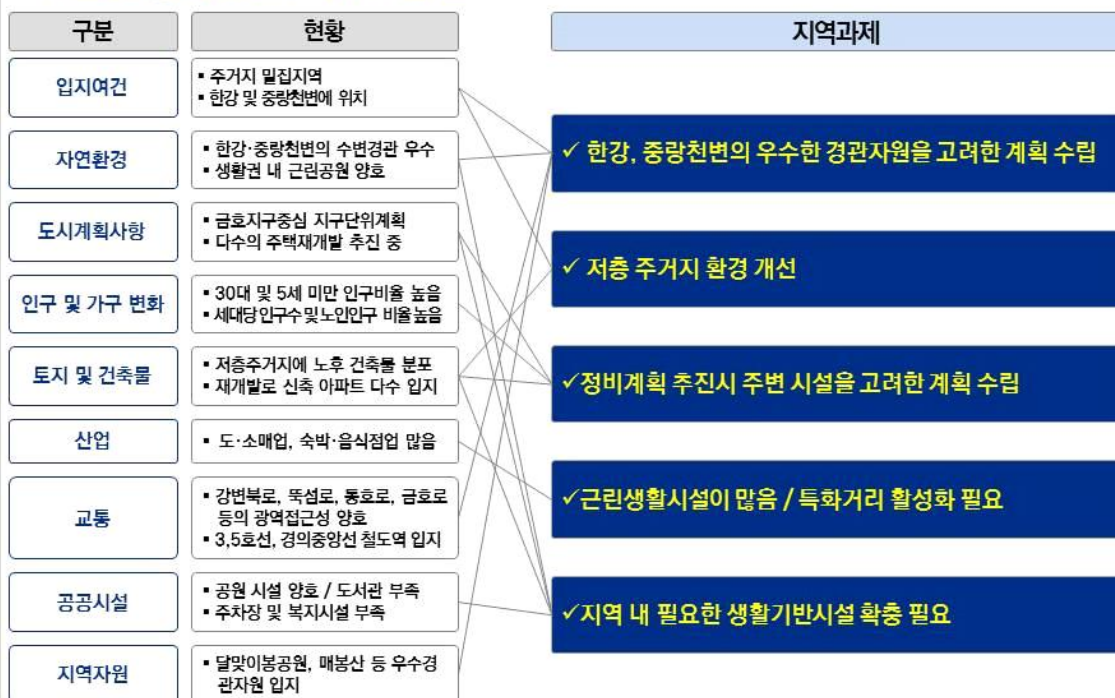 구분
현황
지역과제
입지여건
▪ 주거지 밀집지역
▪ 한강 및 중랑천변에 위치
자연환경
▪ 한강·중랑천변의 수변경관 우수
▪ 생활권 내 근린공원 양호
도시계획사항
▪ 금호지구중심 지구단위계획
▪ 다수의 주택재개발 추진 중
인구 및 가구 변화
▪ 30대 및 5세 미만 인구비율 높음
▪ 세대당인구수및노인인구 비율높음
토지 및 건축물
▪ 저층주거지에 노후 건축물 분포
▪ 재개발로 신축 아파트 다수 입지
산업
▪ 도·소매업, 숙박·음식점업 많음
교통
▪ 강변북로, 뚝섬로, 동호로, 금호로
등의 광역접근성 양호
▪ 3,5호선, 경의중앙선 철도역 입지
공공시설
▪ 공원 시설 양호 / 도서관 부족
▪ 주차장 및 복지시설 부족
지역자원
▪ 달맞이봉공원, 매봉산 등 우수경
관자원 입지
✓ 한강, 중랑천변의 우수한 경관자원을 고려한 계획 수립
✓ 저층 주거지 환경 개선
✓정비계획 추진시 주변 시설을 고려한 계획 수립
✓근린생활시설이 많음 / 특화거리 활성화 필요
✓지역 내 필요한 생활기반시설 확충 필요